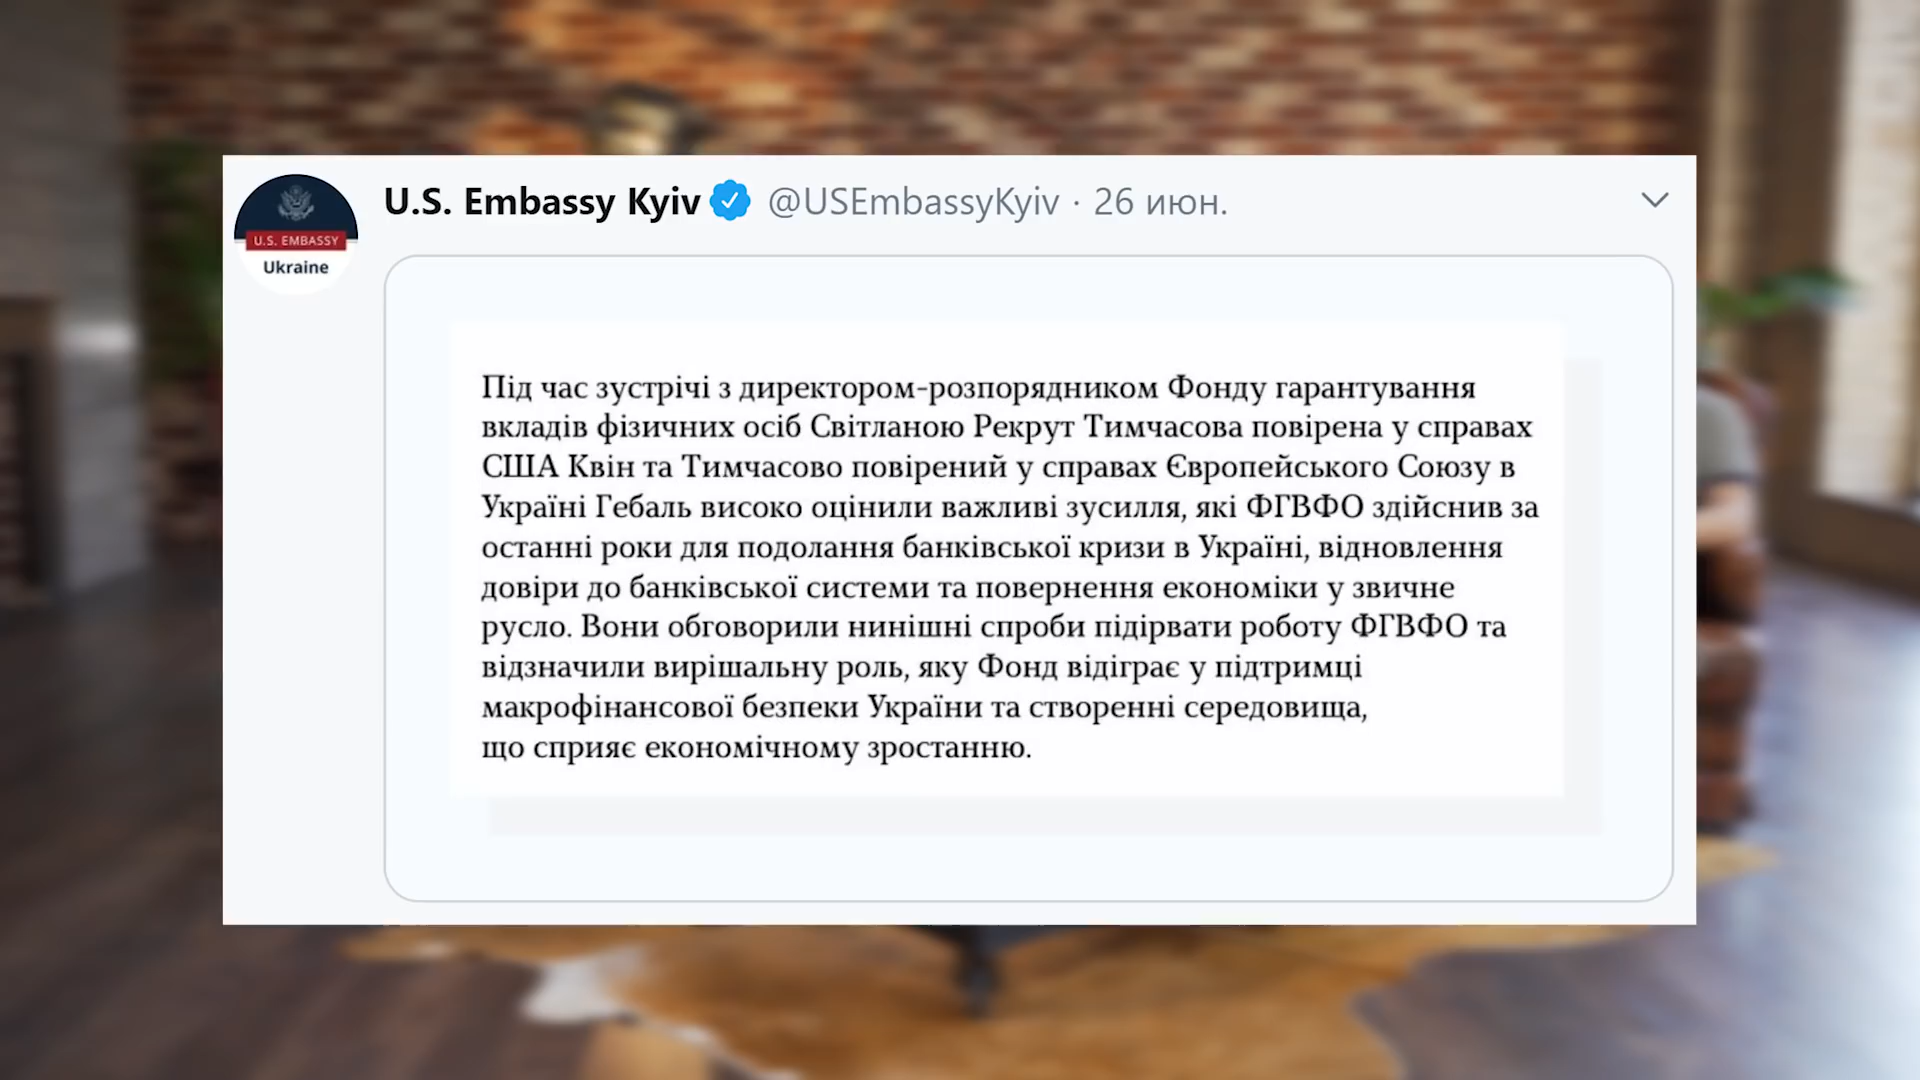 U.S. EMBASSY
Ukraine
U.S. Embassy Kyiv @USEmbassyKyiv · 26 июн.
Під час зустрічі з директором-розпорядником Фонду гарантування
вкладів фізичних осіб Світланою Рекрут Тимчасова повірена у справах
США Квін та Тимчасово повірений у справах Європейського Союзу в
Україні Гебаль високо оцінили важливі зусилля, які ФГВФО здійснив за
останні роки для подолання банківської кризи в Україні, відновлення
довіри до банківської системи та повернення економіки у звичне
русло. Вони обговорили нинішні спроби підірвати роботу ФГВФО та
відзначили вирішальну роль, яку Фонд відіграє у підтримці
макрофінансової безпеки України та створенні середовища,
що сприяє економічному зростанню.